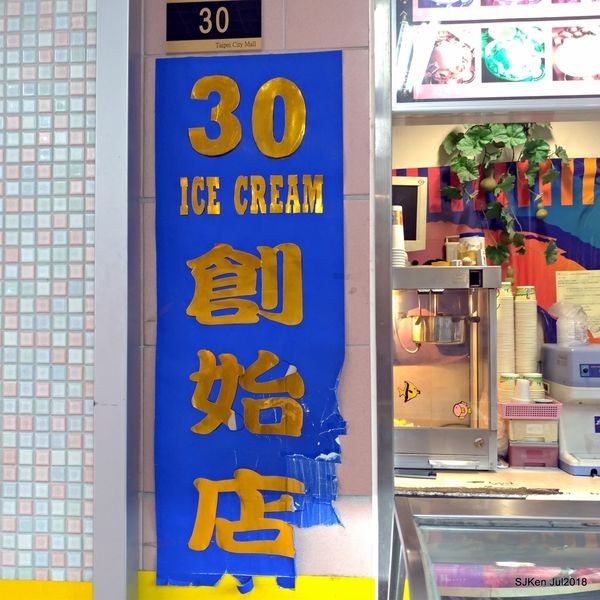 30
Taipei City Mall
30
ICE CREAM
創
始
店
SJKen Jul2018